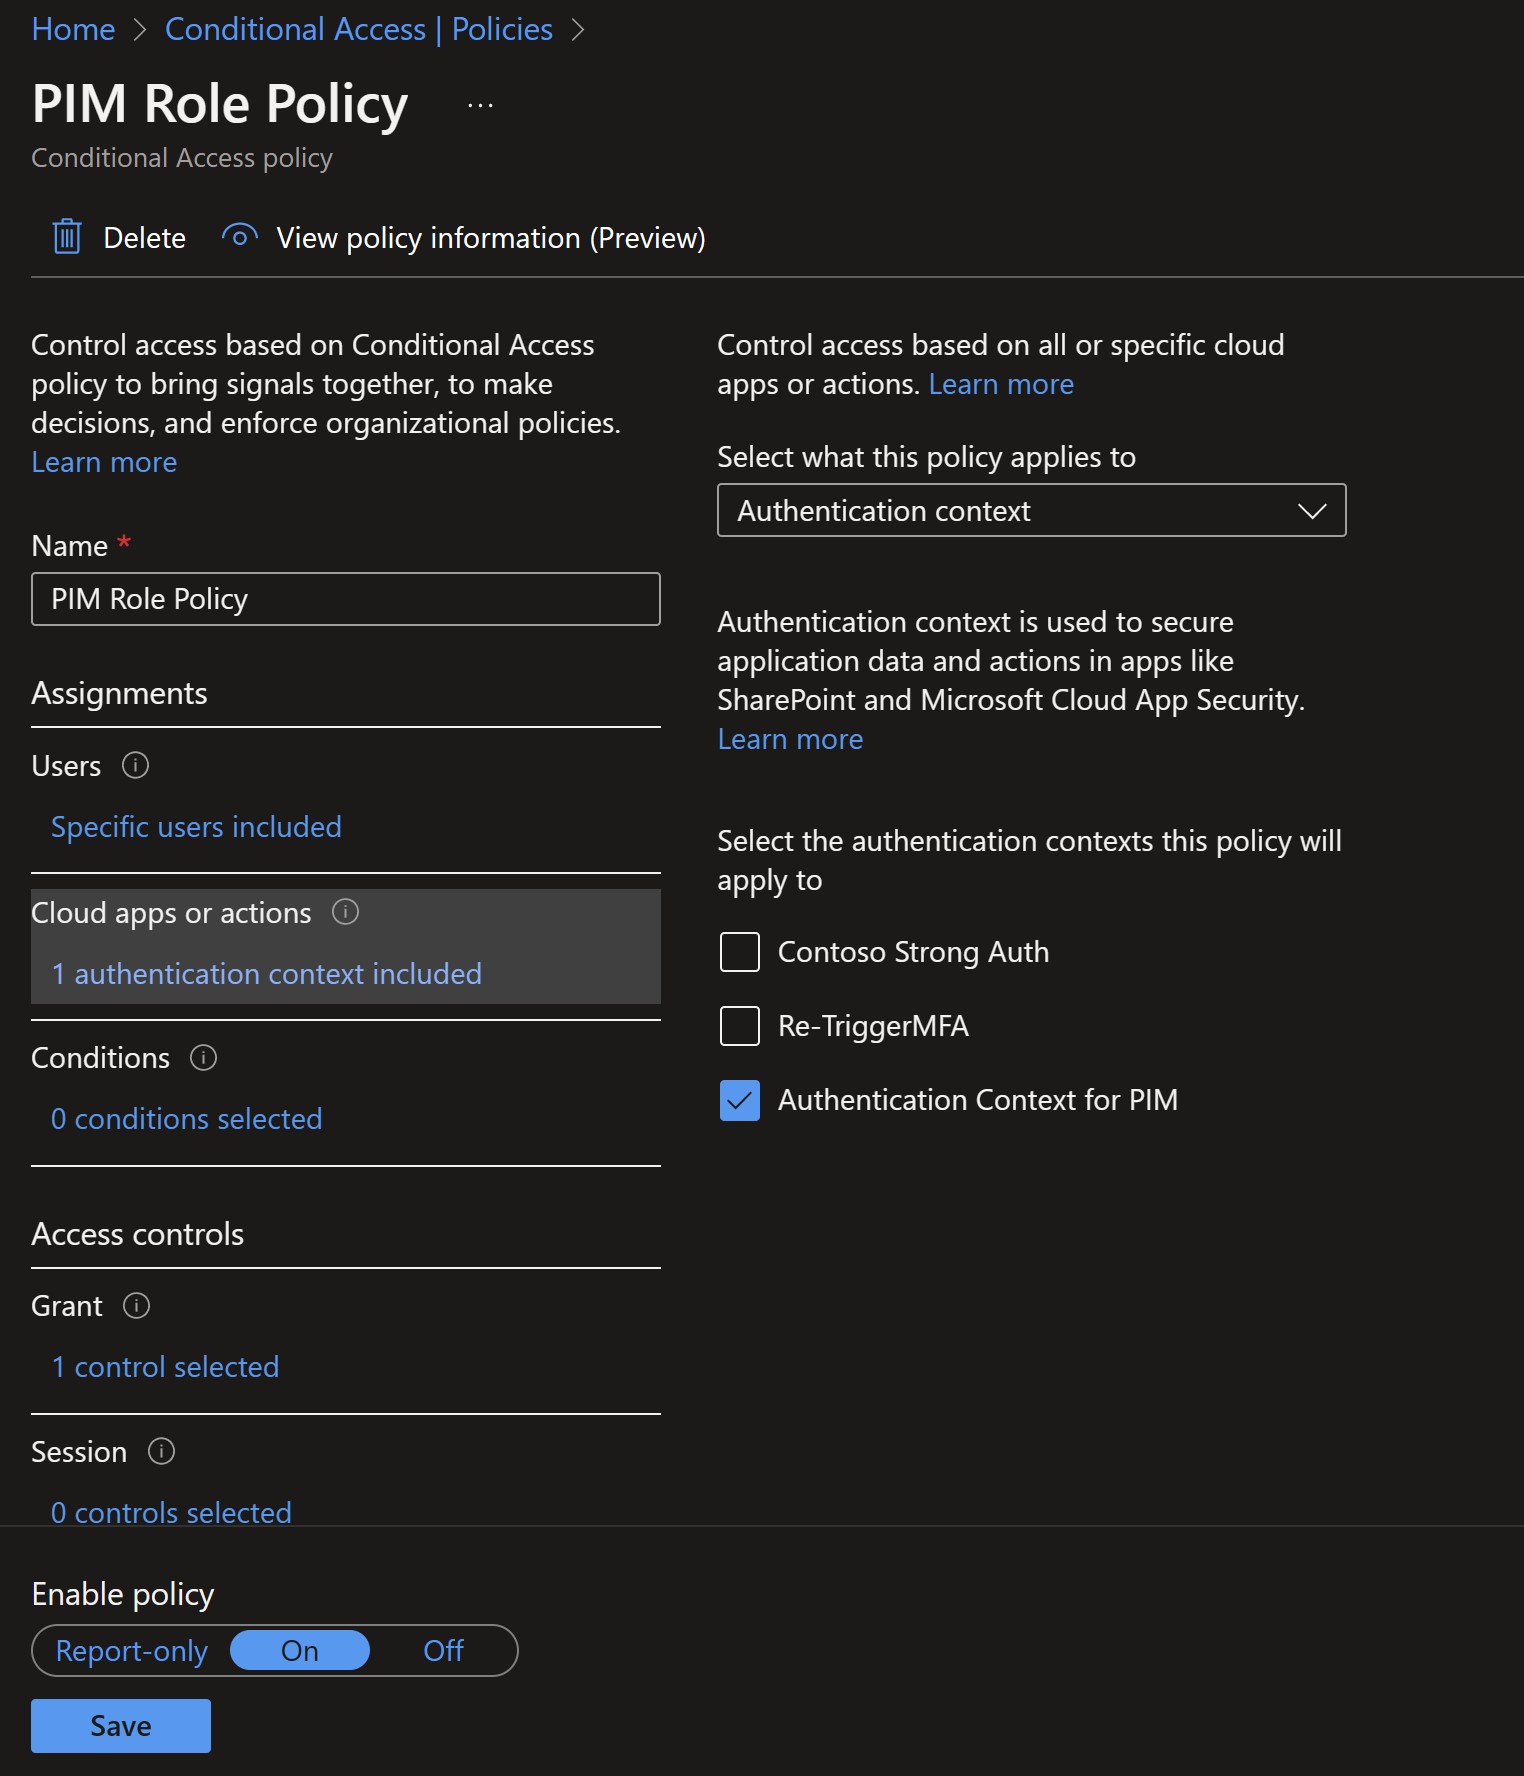 Home > Conditional Access | Policies >
PIM Role Policy ...
Conditional Access policy
Delete View policy information (Preview)
Control access based on Conditional Access
policy to bring signals together, to make
decisions, and enforce organizational policies.
Learn more
Name *
PIM Role Policy
Assignments
Users
Specific users included
Cloud apps or actions
1 authentication context included
Conditions
0 conditions selected
Access controls
Grant
1 control selected
Session
0 controls selected
Control access based on all or specific cloud
apps or actions. Learn more
Select what this policy applies to
Authentication context
Authentication context is used to secure
application data and actions in apps like
SharePoint and Microsoft Cloud App Security.
Learn more
Select the authentication contexts this policy will
apply to
Contoso Strong Auth
Re-TriggerMFA
Authentication Context for PIM
Enable policy
Report-only On Off
Save